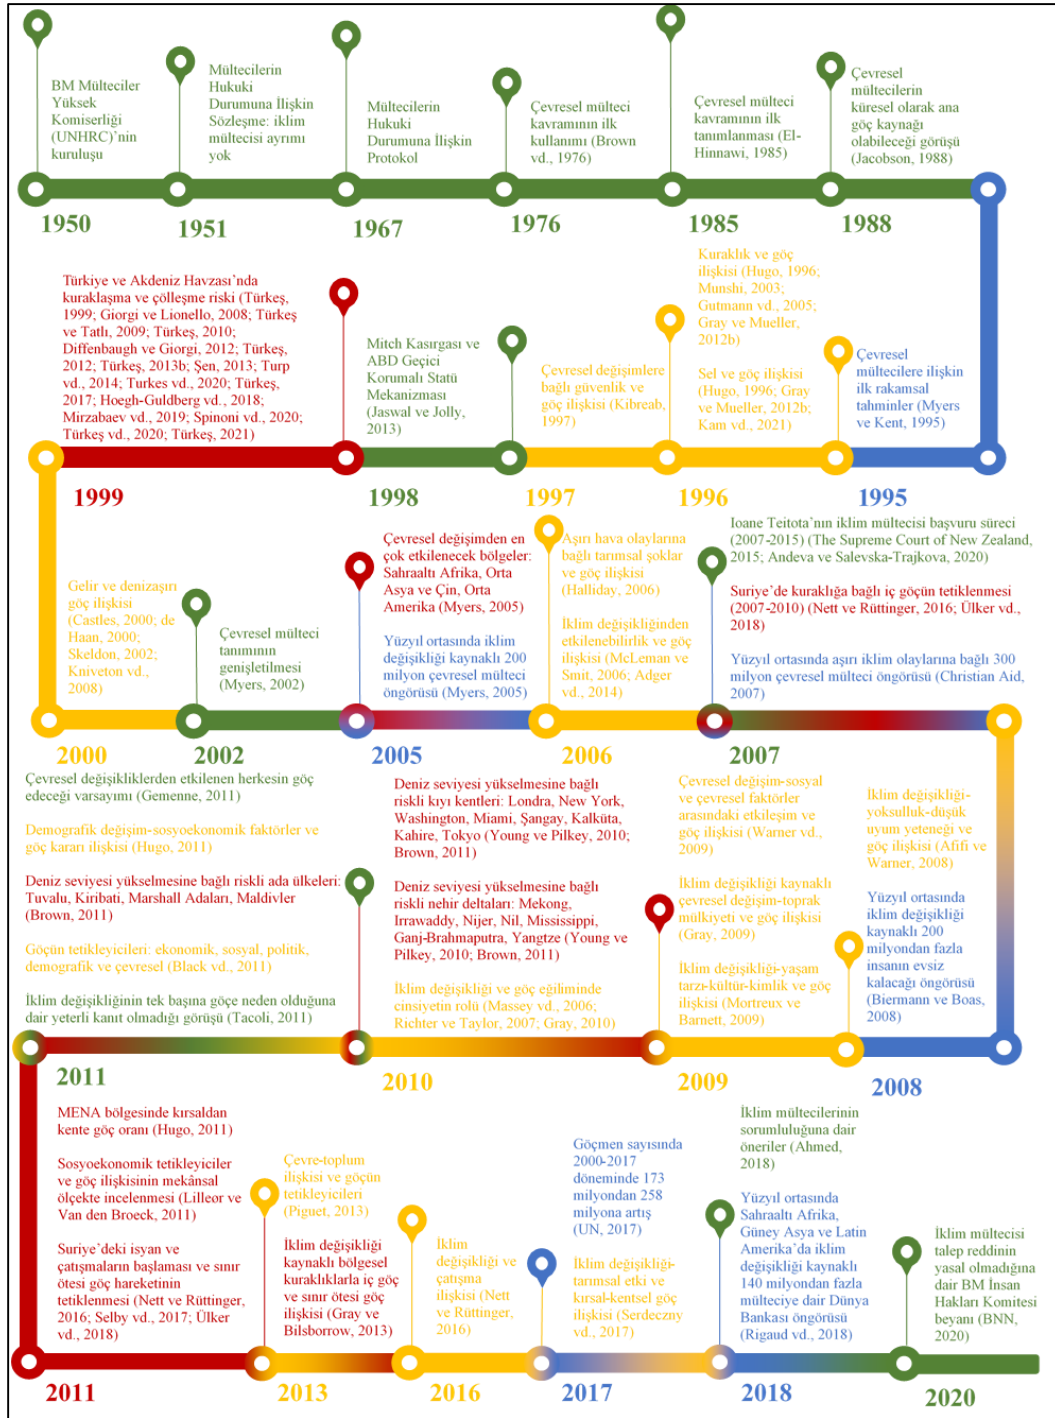 BM Mülteciler
Yüksek
Komiserliği
(UNHRC)'nin
kuruluşu
1950
Mültecilerin
Hukuki
Durumuna İlişkin
Sözleşme: iklim
mültecisi ayrımı
yok
1951
Mültecilerin
Hukuki
Durumuna İlişkin
Protokol
1967
Çevresel mülteci
kavramının ilk
kullanımı (Brown
vd., 1976)
1976
Çevresel mülteci
kavramının ilk
tanımlanması (El-
Hinnawi, 1985)
1985
Çevresel
mültecilerin
küresel olarak ana
göç kaynağı
olabileceği görüşü
(Jacobson, 1988)
1988
Türkiye ve Akdeniz Havzası'nda
kuraklaşma ve çölleşme riski (Türkeş,
1999; Giorgi ve Lionello, 2008; Türkeş
ve Tatlı, 2009; Türkeş, 2010;
Diffenbaugh ve Giorgi, 2012; Türkeş,
2012; Türkeş, 2013b; Şen, 2013; Turp
vd., 2014; Turkes vd., 2020; Türkeş,
2017; Hoegh-Guldberg vd., 2018;
Mirzabaev vd., 2019; Spinoni vd., 2020;
Türkeş vd., 2020; Türkeş, 2021)
1999
Mitch Kasırgası ve
ABD Geçici
Korumalı Statü
Mekanizması
(Jaswal ve Jolly,
2013)
1998
Çevresel değişimlere
bağlı güvenlik ve
göç ilişkisi (Kibreab,
1997)
1997
Kuraklık ve göç
ilişkisi (Hugo, 1996;
Munshi, 2003;
Gutmann vd., 2005;
Gray ve Mueller,
2012b)
Sel ve göç ilişkisi
(Hugo, 1996; Gray
ve Mueller, 2012b;
Kam vd., 2021)
1996
Çevresel
mültecilere ilişkin
ilk rakamsal
tahminler (Myers
ve Kent, 1995)
1995
Gelir ve denizaşırı
göç ilişkisi
(Castles, 2000; de
Haan, 2000;
Skeldon, 2002;
Kniveton vd.,
2008)
2000
Çevresel mülteci
tanımının
genişletilmesi
(Myers, 2002)
2002
Çevresel değişimden en
çok etkilenecek bölgeler:
Sahraaltı Afrika, Orta
Asya ve Çin, Orta
Amerika (Myers, 2005)
Yüzyıl ortasında iklim
değişikliği kaynaklı 200
milyon çevresel mülteci
öngörüsü (Myers, 2005)
2005
Aşırı hava olaylarına
bağlı tarımsal şoklar
ve göç ilişkisi
(Halliday, 2006)
İklim değişikliğinden
etkilenebilirlik ve göç
ilişkisi (McLeman ve
Smit, 2006; Adger
vd., 2014)
2006
Ioane Teitota'nın iklim mültecisi başvuru süreci
(2007-2015) (The Supreme Court of New Zealand,
2015; Andeva ve Salevska-Trajkova, 2020)
Suriye'de kuraklığa bağlı iç göçün tetiklenmesi
(2007-2010) (Nett ve Rüttinger, 2016; Ülker vd.,
2018)
Yüzyıl ortasında aşırı iklim olaylarına bağlı 300
milyon çevresel mülteci öngörüsü (Christian Aid,
2007)
2007
Çevresel değişikliklerden etkilenen herkesin göç
edeceği varsayımı (Gemenne, 2011)
Demografik değişim-sosyoekonomik faktörler ve
göç kararı ilişkisi (Hugo, 2011)
Deniz seviyesi yükselmesine bağlı riskli ada ülkeleri:
Tuvalu, Kiribati, Marshall Adaları, Maldivler
(Brown, 2011)
Göçün tetikleyicileri: ekonomik, sosyal, politik,
demografik ve çevresel (Black vd., 2011)
İklim değişikliğinin tek başına göçe neden olduğuna
dair yeterli kanıt olmadığı görüşü (Tacoli, 2011)
2011
Deniz seviyesi yükselmesine bağlı
riskli kıyı kentleri: Londra, New York,
Washington, Miami, Şangay, Kalküta,
Kahire, Tokyo (Young ve Pilkey, 2010;
Brown, 2011)
Deniz seviyesi yükselmesine bağlı
riskli nehir deltaları: Mekong,
Irrawaddy, Nijer, Nil, Mississippi,
Ganj-Brahmaputra, Yangtze (Young ve
Pilkey, 2010; Brown, 2011)
İklim değişikliği ve göç eğiliminde
cinsiyetin rolü (Massey vd., 2006;
Richter ve Taylor, 2007; Gray, 2010)
2010
Çevresel değişim-sosyal
ve çevresel faktörler
arasındaki etkileşim ve
göç ilişkisi (Warner vd.,
2009)
İklim değişikliği kaynaklı
çevresel değişim-toprak
mülkiyeti ve göç ilişkisi
(Gray, 2009)
İklim değişikliği-yaşam
tarzı-kültür-kimlik ve göç
ilişkisi (Mortreux ve
Barnett, 2009)
2009
İklim değişikliği-
yoksulluk-düşük
uyum yeteneği ve
göç ilişkisi (Afifi ve
Warner, 2008)
Yüzyıl ortasında
iklim değişikliği
kaynaklı 200
milyondan fazla
insanın evsiz
kalacağı öngörüsü
(Biermann ve Boas,
2008)
2008
MENA bölgesinde kırsaldan
kente göç oranı (Hugo, 2011)
Sosyoekonomik tetikleyiciler
ve göç ilişkisinin mekânsal
ölçekte incelenmesi (Lilleør ve
Van den Broeck, 2011)
Suriye'deki isyan ve
çatışmaların başlaması ve sınır
ötesi göç hareketinin
tetiklenmesi (Nett ve Rüttinger,
2016; Selby vd., 2017; Ülker
vd., 2018)
2011
Çevre-toplum
ilişkisi ve göçün
tetikleyicileri
(Piguet, 2013)
İklim değişikliği
kaynaklı bölgesel
kuraklıklarla iç göç
ve sınır ötesi göç
ilişkisi (Gray ve
Bilsborrow, 2013)
2013
İklim
değişikliği ve
çatışma
ilişkisi (Nett
ve Rüttinger,
2016)
2016
Göçmen sayısında
2000-2017
döneminde 173
milyondan 258
milyona artış
(UN, 2017)
İklim değişikliği-
tarımsal etki ve
kırsal-kentsel göç
ilişkisi (Serdeczny
vd., 2017)
2017
İklim mültecilerinin
sorumluluğuna dair
öneriler (Ahmed,
2018)
Yüzyıl ortasında
Sahraaltı Afrika,
Güney Asya ve Latin
Amerika'da iklim
değişikliği kaynaklı
140 milyondan fazla
mülteciye dair Dünya
Bankası öngörüsü
(Rigaud vd., 2018)
2018
İklim mültecisi
talep reddinin
yasal olmadığına
dair BM İnsan
Hakları Komitesi
beyanı (BNN,
2020)
2020